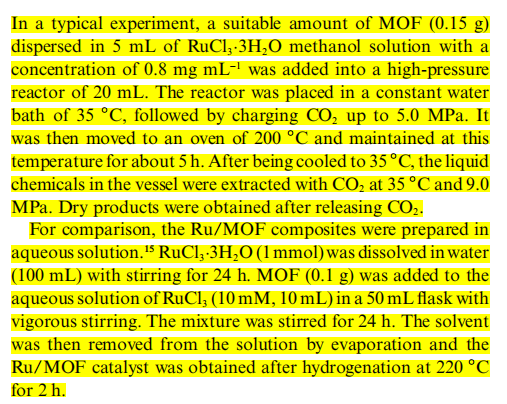 In a typical experiment, a suitable amount of MOF (0.15 g)
dispersed in 5 mL of RuCl₃·3H₂O methanol solution with a
concentration of 0.8 mg mL⁻¹ was added into a high-pressure
reactor of 20 mL. The reactor was placed in a constant water
bath of 35 °C, followed by charging CO₂ up to 5.0 MPa. It
was then moved to an oven of 200 °C and maintained at this
temperature for about 5 h. After being cooled to 35 °C, the liquid
chemicals in the vessel were extracted with CO₂ at 35 °C and 9.0
MPa. Dry products were obtained after releasing CO₂.
For comparison, the Ru/MOF composites were prepared in
aqueous solution.¹⁵ RuCl₃·3H₂O (1 mmol) was dissolved in water
(100 mL) with stirring for 24 h. MOF (0.1 g) was added to the
aqueous solution of RuCl₃ (10 mM, 10 mL) in a 50 mL flask with
vigorous stirring. The mixture was stirred for 24 h. The solvent
was then removed from the solution by evaporation and the
Ru/MOF catalyst was obtained after hydrogenation at 220 °C
for 2 h.